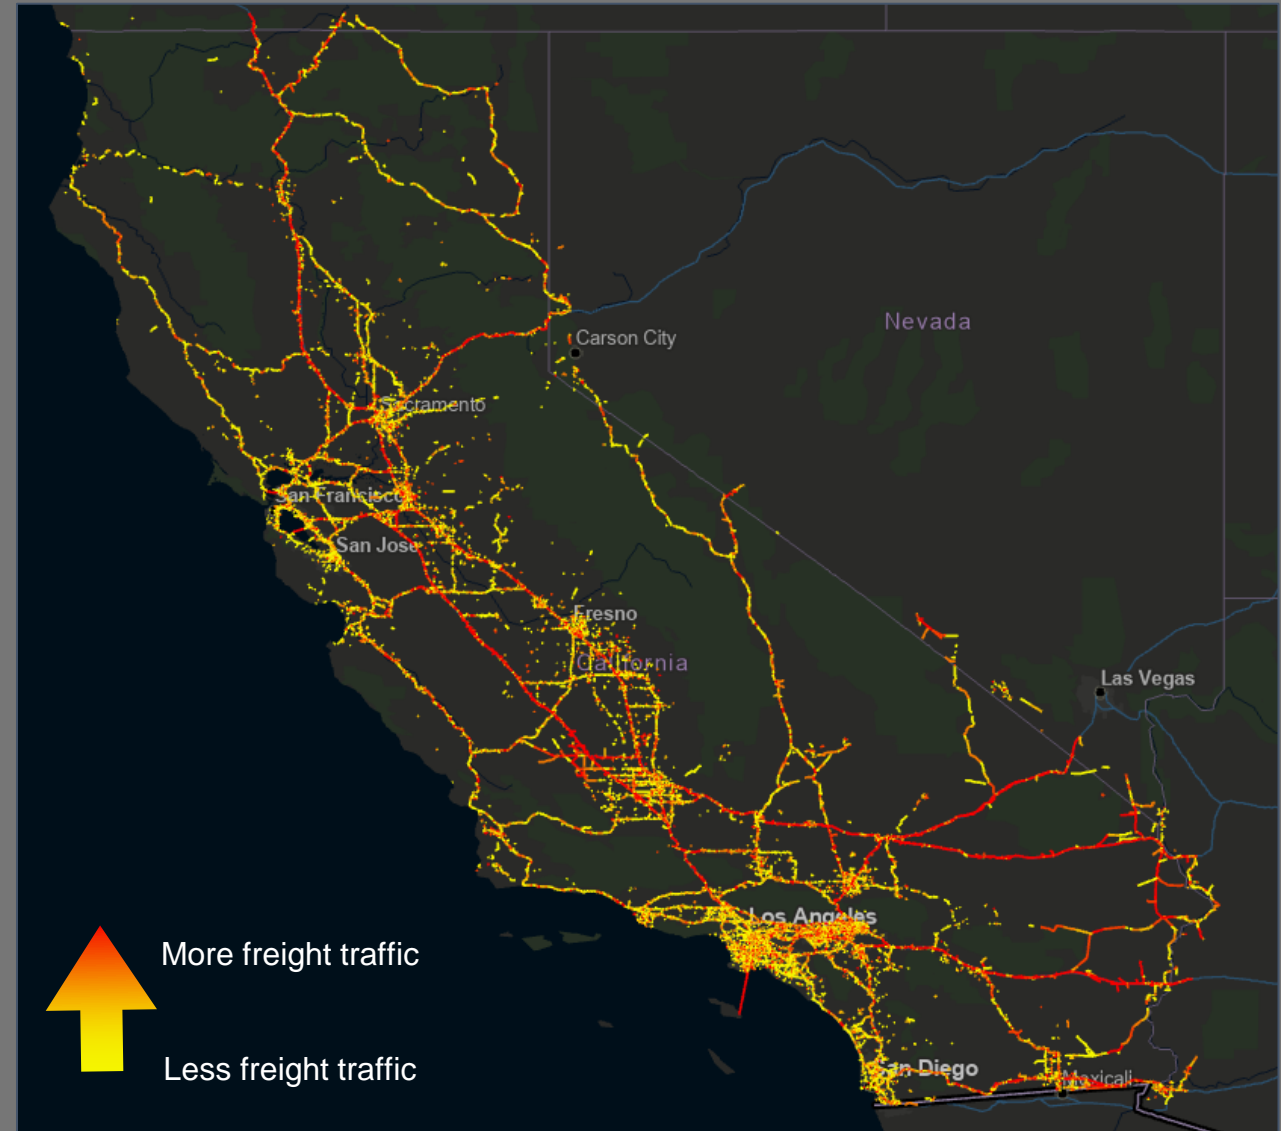 Nevada
Carson City
Sacramento
San Francisco
San Jose
Fresno
California
Las Vegas
Los Angeles
More freight traffic
Less freight traffic
San Diego
Mexicali